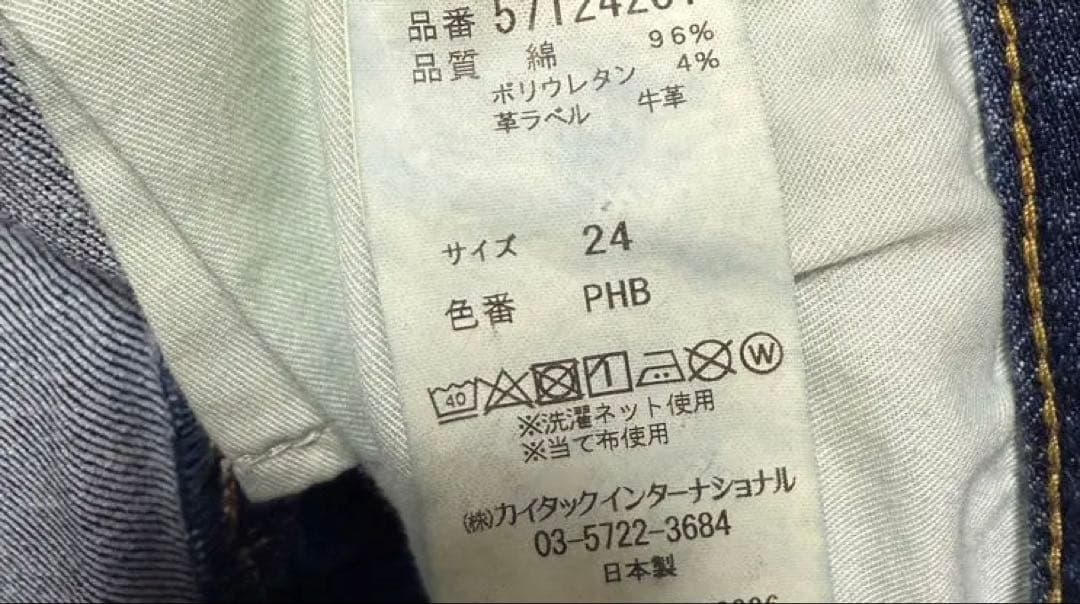 品番 5712420
品質 綿 96%
ポリウレタン 4%
革ラベル 牛革
サイズ 24
色番 PHB
40 W
※洗濯ネット使用
※当て布使用
(株)カイタックインターナショナル
03-5722-3684
日本製